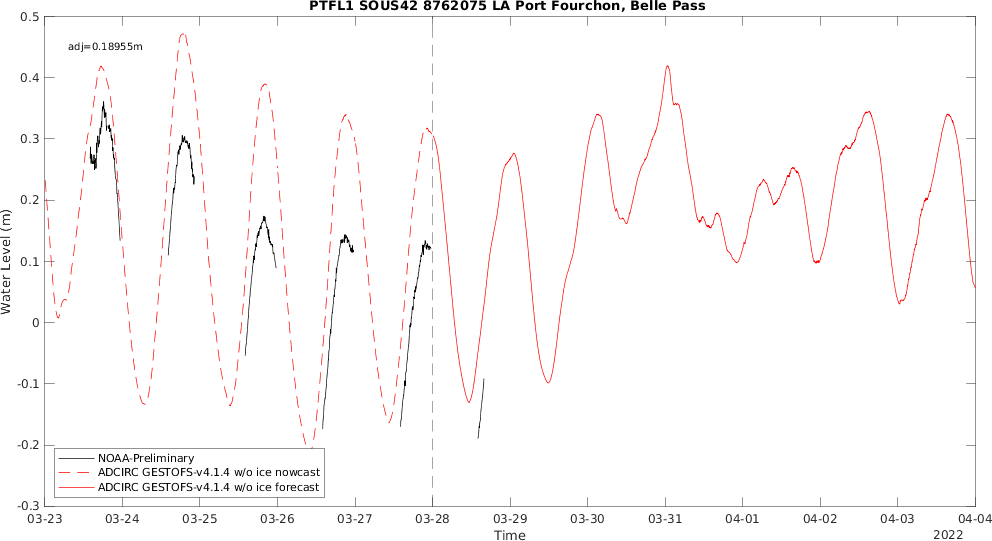 PTFL1 SOUS42 8762075 LA Port Fourchon, Belle Pass
adj=0.18955m
0.5
0.4
0.3
0.2
0.1
0
-0.1
-0.2
-0.3
Water Level (m)
NOAA-Preliminary
ADCIRC GESTOFS-v4.1.4 w/o ice nowcast
ADCIRC GESTOFS-v4.1.4 w/o ice forecast
03-23 03-24 03-25 03-26 03-27 03-28 03-29 03-30 03-31 04-01 04-02 04-03 04-04
Time
2022